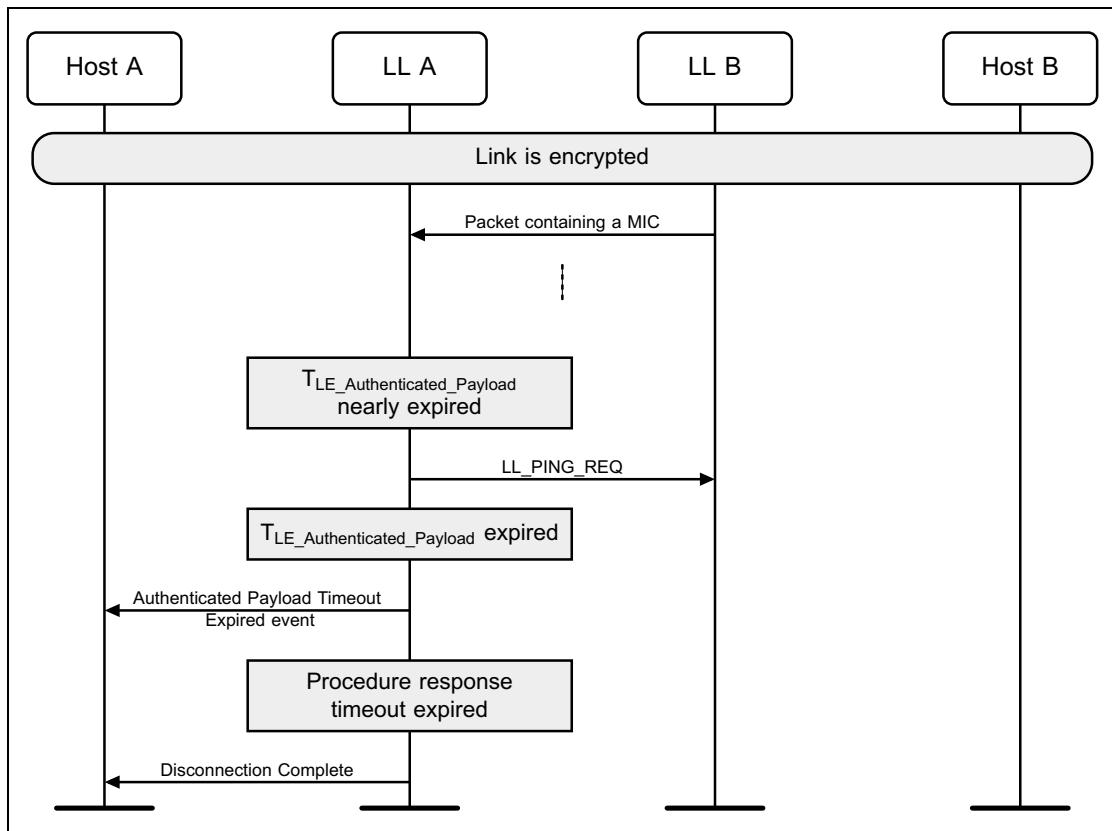 Host A
LL A
LL B
Host B
Link is encrypted
Packet containing a MIC
TLE_Authenticated_Payload
nearly expired
LL_PING_REQ
TLE_Authenticated_Payload expired
Authenticated Payload Timeout
Expired event
Procedure response
timeout expired
Disconnection Complete